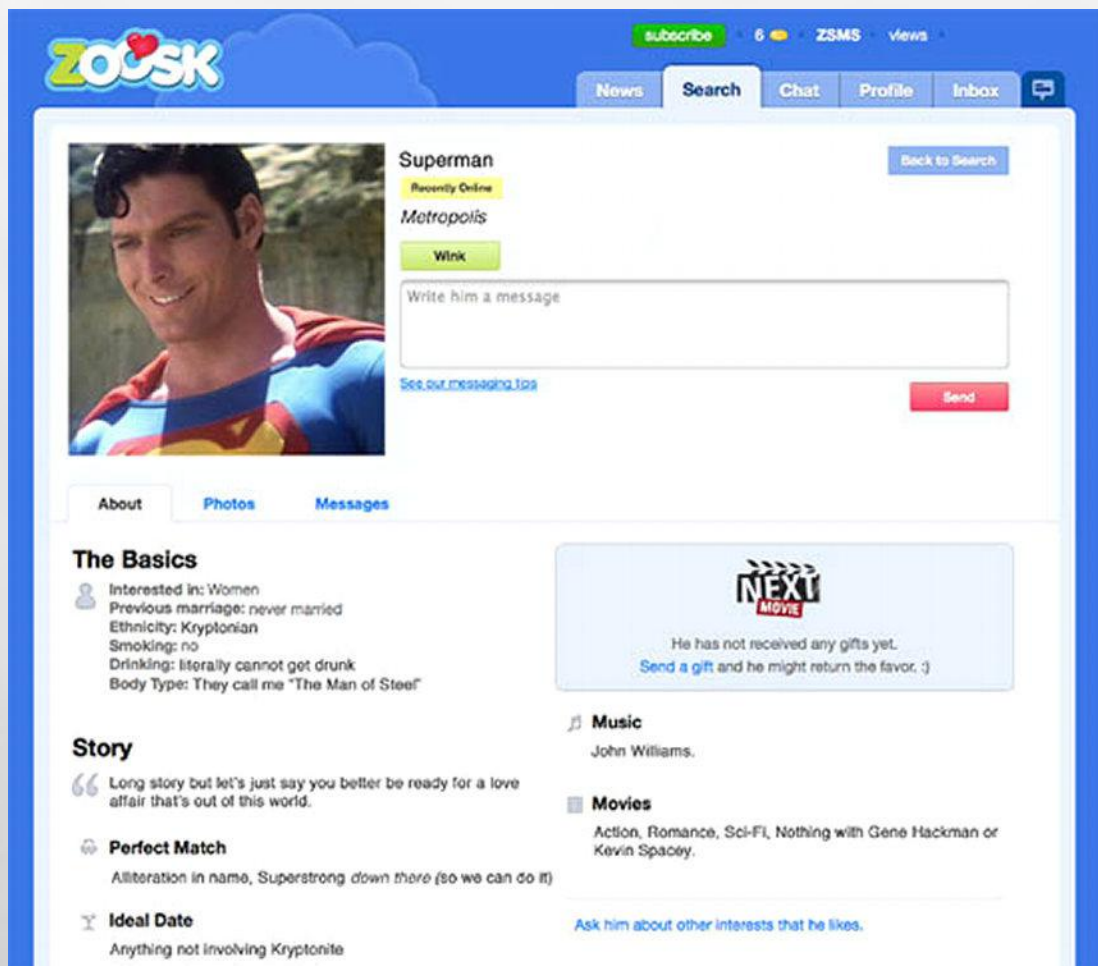 ZOOSK
subscribe 6 ZSMS views
News Search Chat Profile Inbox
Superman
Back to Search
Recently Online
Metropolis
Wink
Write him a message
See our messaging tips
Send
About Photos Messages
The Basics
Interested in: Women
Previous marriage: never married
Ethnicity: Kryptonian
Smoking: no
Drinking: literally cannot get drunk
Body Type: They call me "The Man of Steel"
Story
Long story but let's just say you better be ready for a love
affair that's out of this world.
Perfect Match
Alliteration in name, Superstrong down there (so we can do it)
Ideal Date
Anything not involving Kryptonite
NEXT
MOVIE
He has not received any gifts yet.
Send a gift and he might return the favor. :)
Music
John Williams.
Movies
Action, Romance, Sci-Fi, Nothing with Gene Hackman or
Kevin Spacey.
Ask him about other interests that he likes.